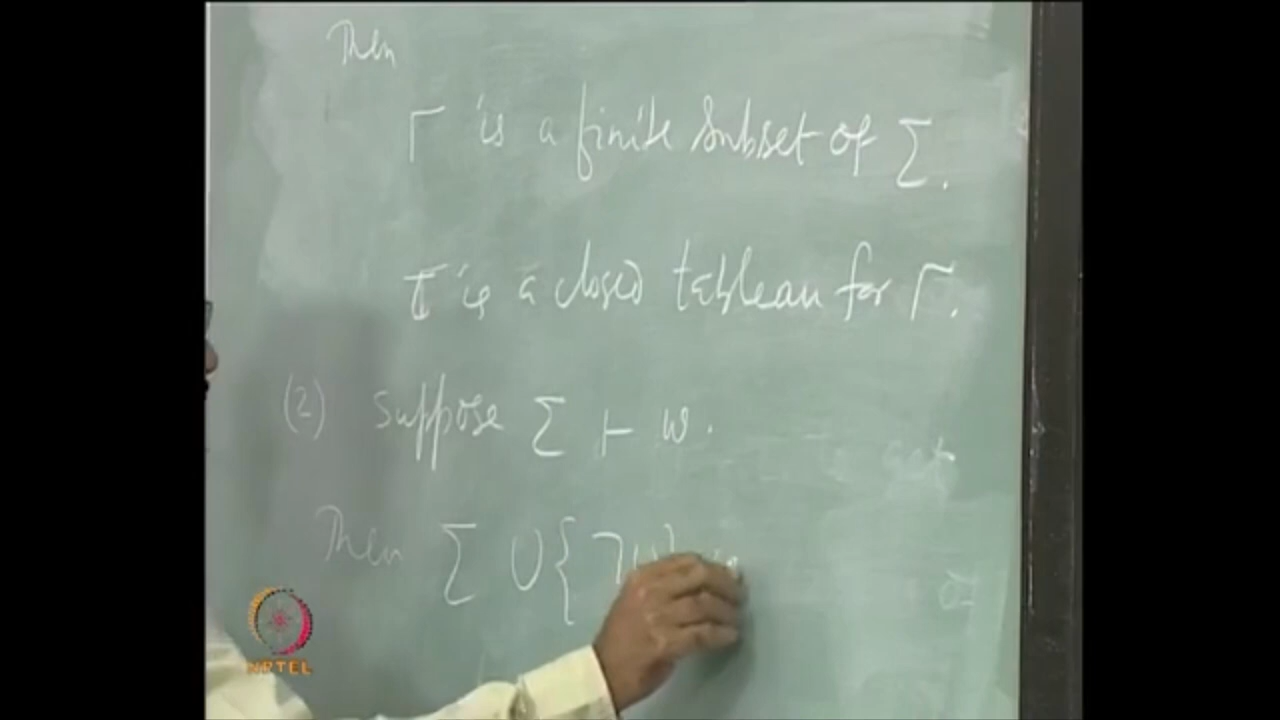 Then
Γ is a finite subset of Σ.
τ is a closed tableau for Γ.
(2) Suppose Σ ⊢ w.
Then Σ ∪ { ¬w}
NPTEL